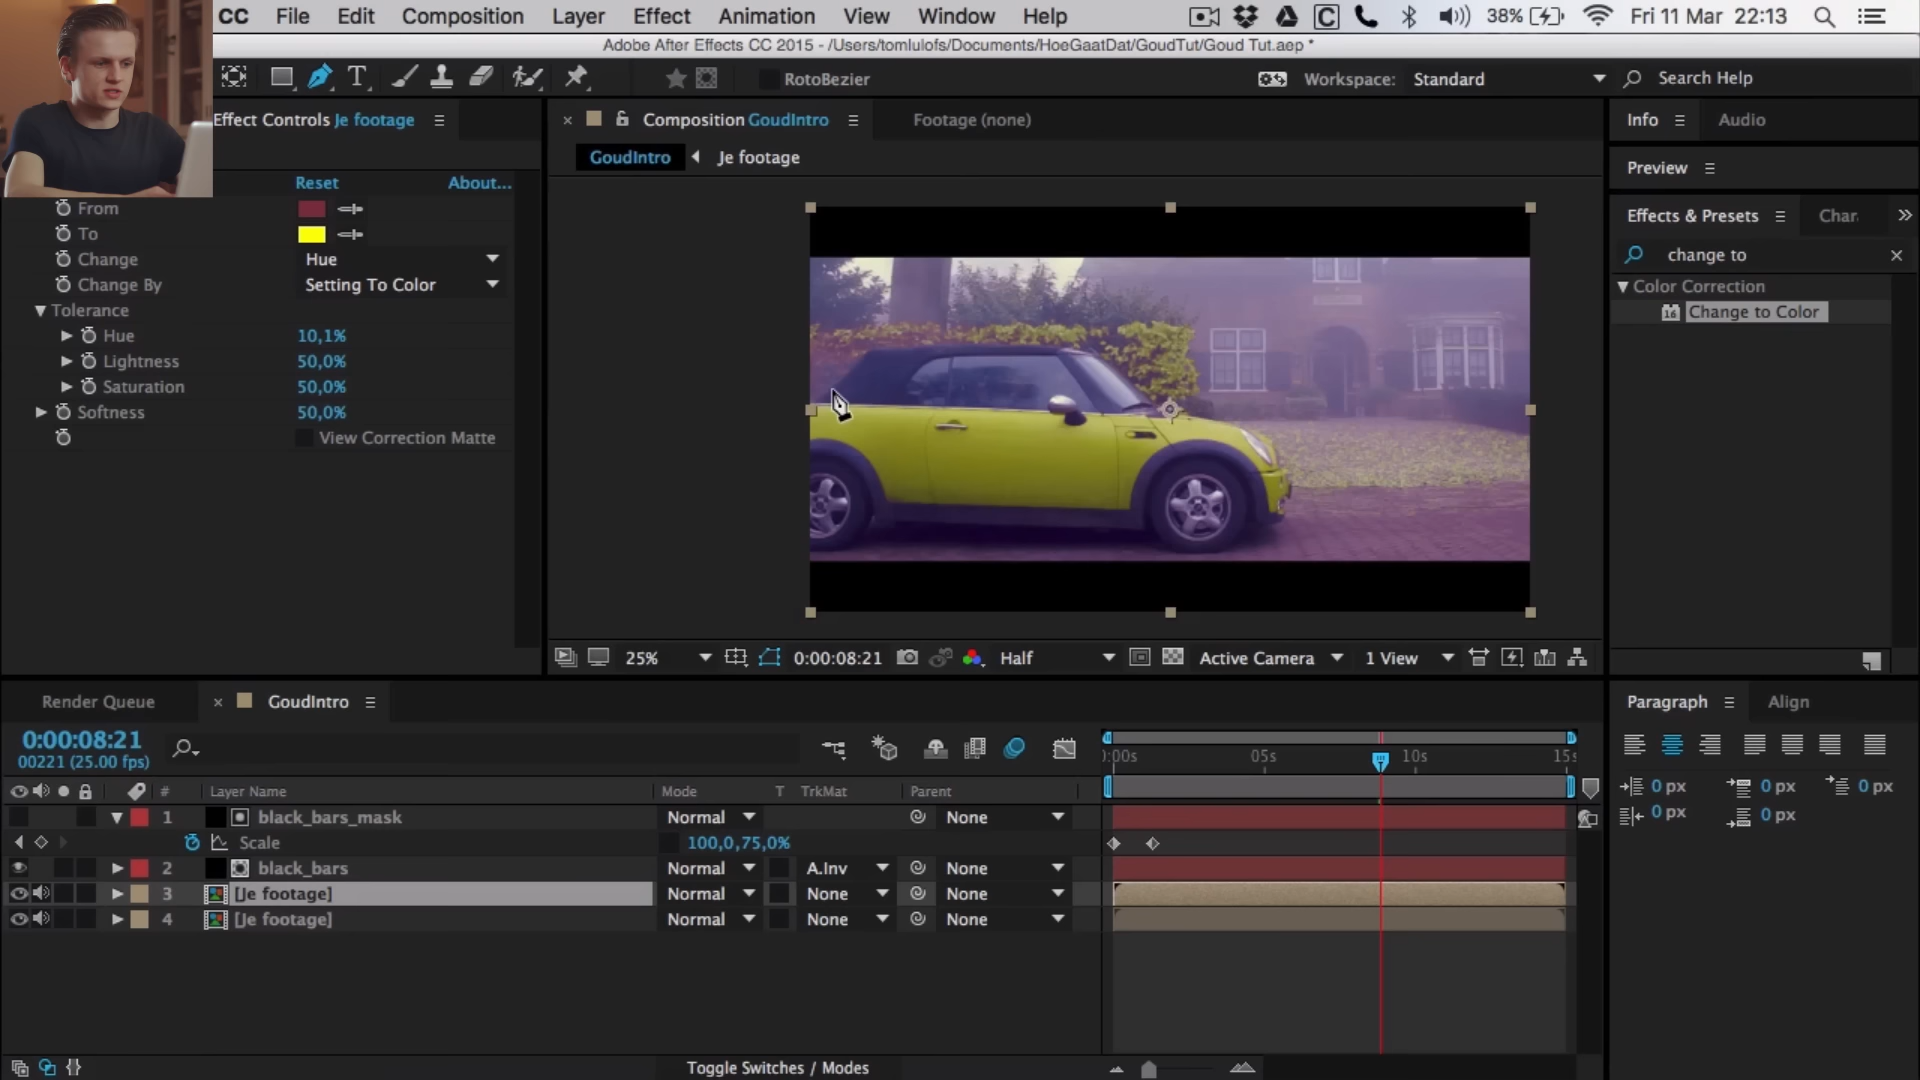 CC File Edit Composition Layer Effect Animation View Window Help 38% Fri 11 Mar 22:13
Adobe After Effects CC 2015 - /Users/tomlulofs/Documents/HoeGaatDat/GoudTut/Goud Tut.aep *
T RotoBezier Workspace: Standard Search Help
Effect Controls Je footage
Composition GoudIntro Footage (none)
GoudIntro Je footage
Reset About...
From
To
Change Hue
Change By Setting To Color
Tolerance
Hue 10,1%
Lightness 50,0%
Saturation 50,0%
Softness 50,0%
View Correction Matte
25% 0:00:08:21 Half Active Camera 1 View
Info Audio
Preview
Effects & Presets Char
change to
Color Correction
16 Change to Color
Render Queue GoudIntro
0:00:08:21
00221 (25.00 fps)
):00s 05s 10s 15s
# Layer Name Mode T TrkMat Parent
1 black_bars_mask Normal None
Scale 100,0,75,0%
2 black_bars Normal A.Inv None
3 [Je footage] Normal None None
4 [Je footage] Normal None None
Toggle Switches / Modes
Paragraph Align
0 px 0 px 0 px
0 px 0 px